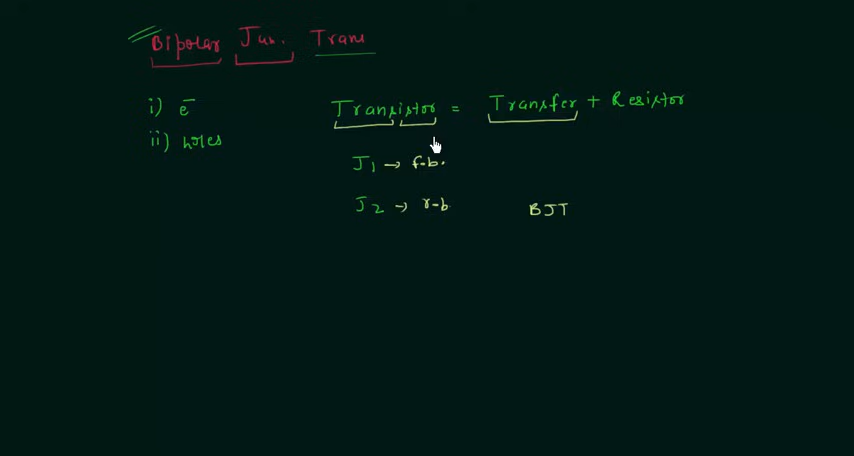 Bipolar Jun. Trans
i) e⁻
ii) holes
Transistor = Transfer + Resistor
J1 → f.b.
J2 → r.b
BJT